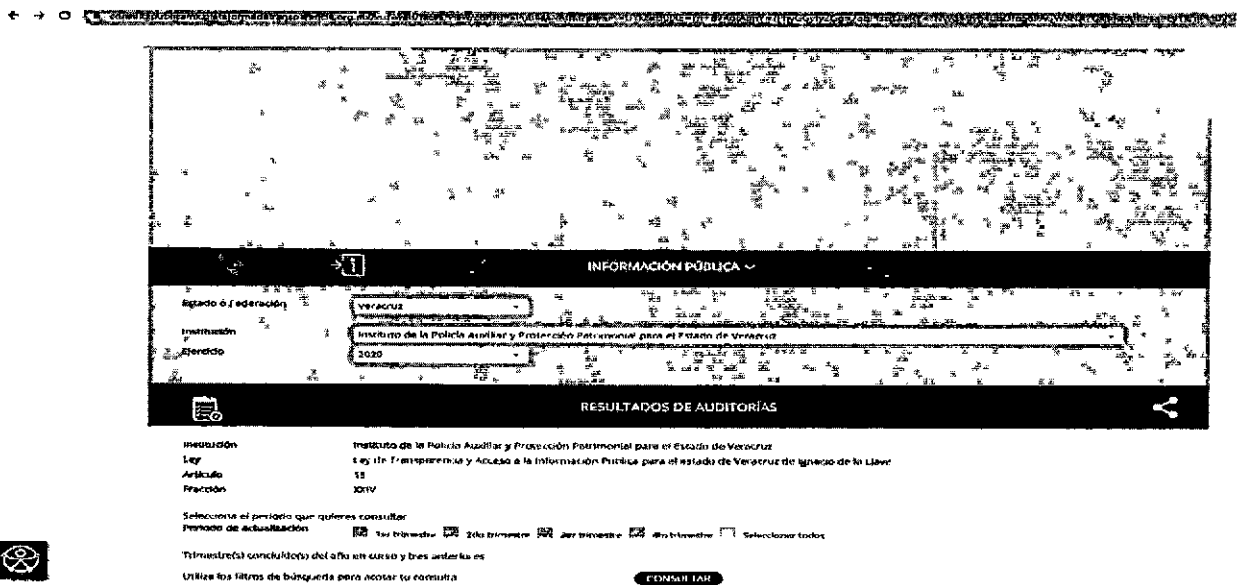 INFORMACIÓN PÚBLICA
Estado o Federación Veracruz
Institución Instituto de la Policía Auxiliar y Protección Patrimonial para el Estado de Veracruz
Ejercicio 2020
RESULTADOS DE AUDITORÍAS
Institución Instituto de la Policía Auxiliar y Protección Patrimonial para el Estado de Veracruz
Ley Ley de Transparencia y Acceso a la Información Pública para el estado de Veracruz de Ignacio de la Llave
Artículo 15
Fracción XXIV
Selecciona el periodo que quieres consultar
Periodo de actualización 1er trimestre 2do trimestre 3er trimestre 4to trimestre Seleccionar todos
Trimestre(s) concluido(s) del año en curso y tres anteriores
Utiliza los filtros de búsqueda para acotar tu consulta CONSULTAR